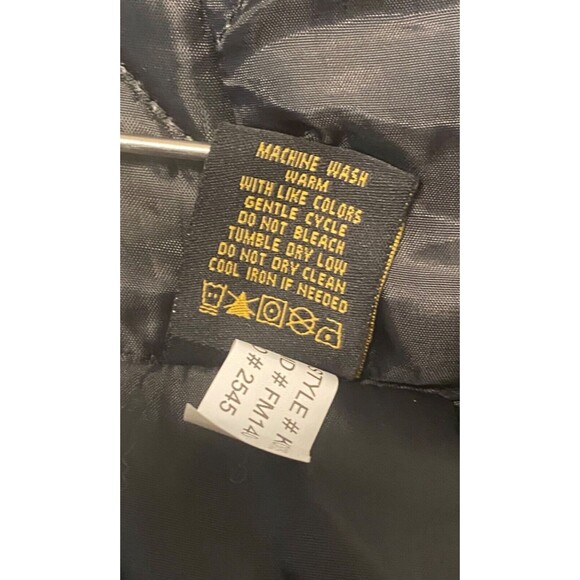 MACHINE WASH
WARM
WITH LIKE COLORS
GENTLE CYCLE
DO NOT BLEACH
TUMBLE DRY LOW
DO NOT DRY CLEAN
COOL IRON IF NEEDED
STYLE #
# FM14
# 2545